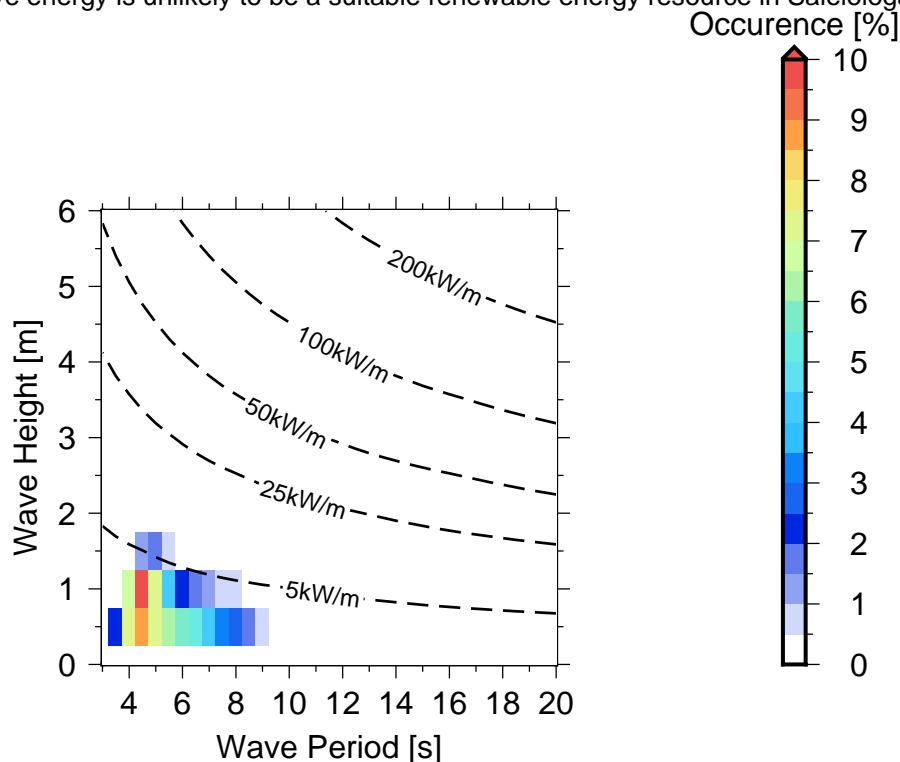 energy is unlikely to be a suitable renewable energy resource in
Occurence [%]
10
9
8
7
6
5
4
3
2
1
0
6
5
4
3
2
1
0
Wave Height [m]
200kW/m
100kW/m
50kW/m
25kW/m
5kW/m
4 6 8 10 12 14 16 18 20
Wave Period [s]